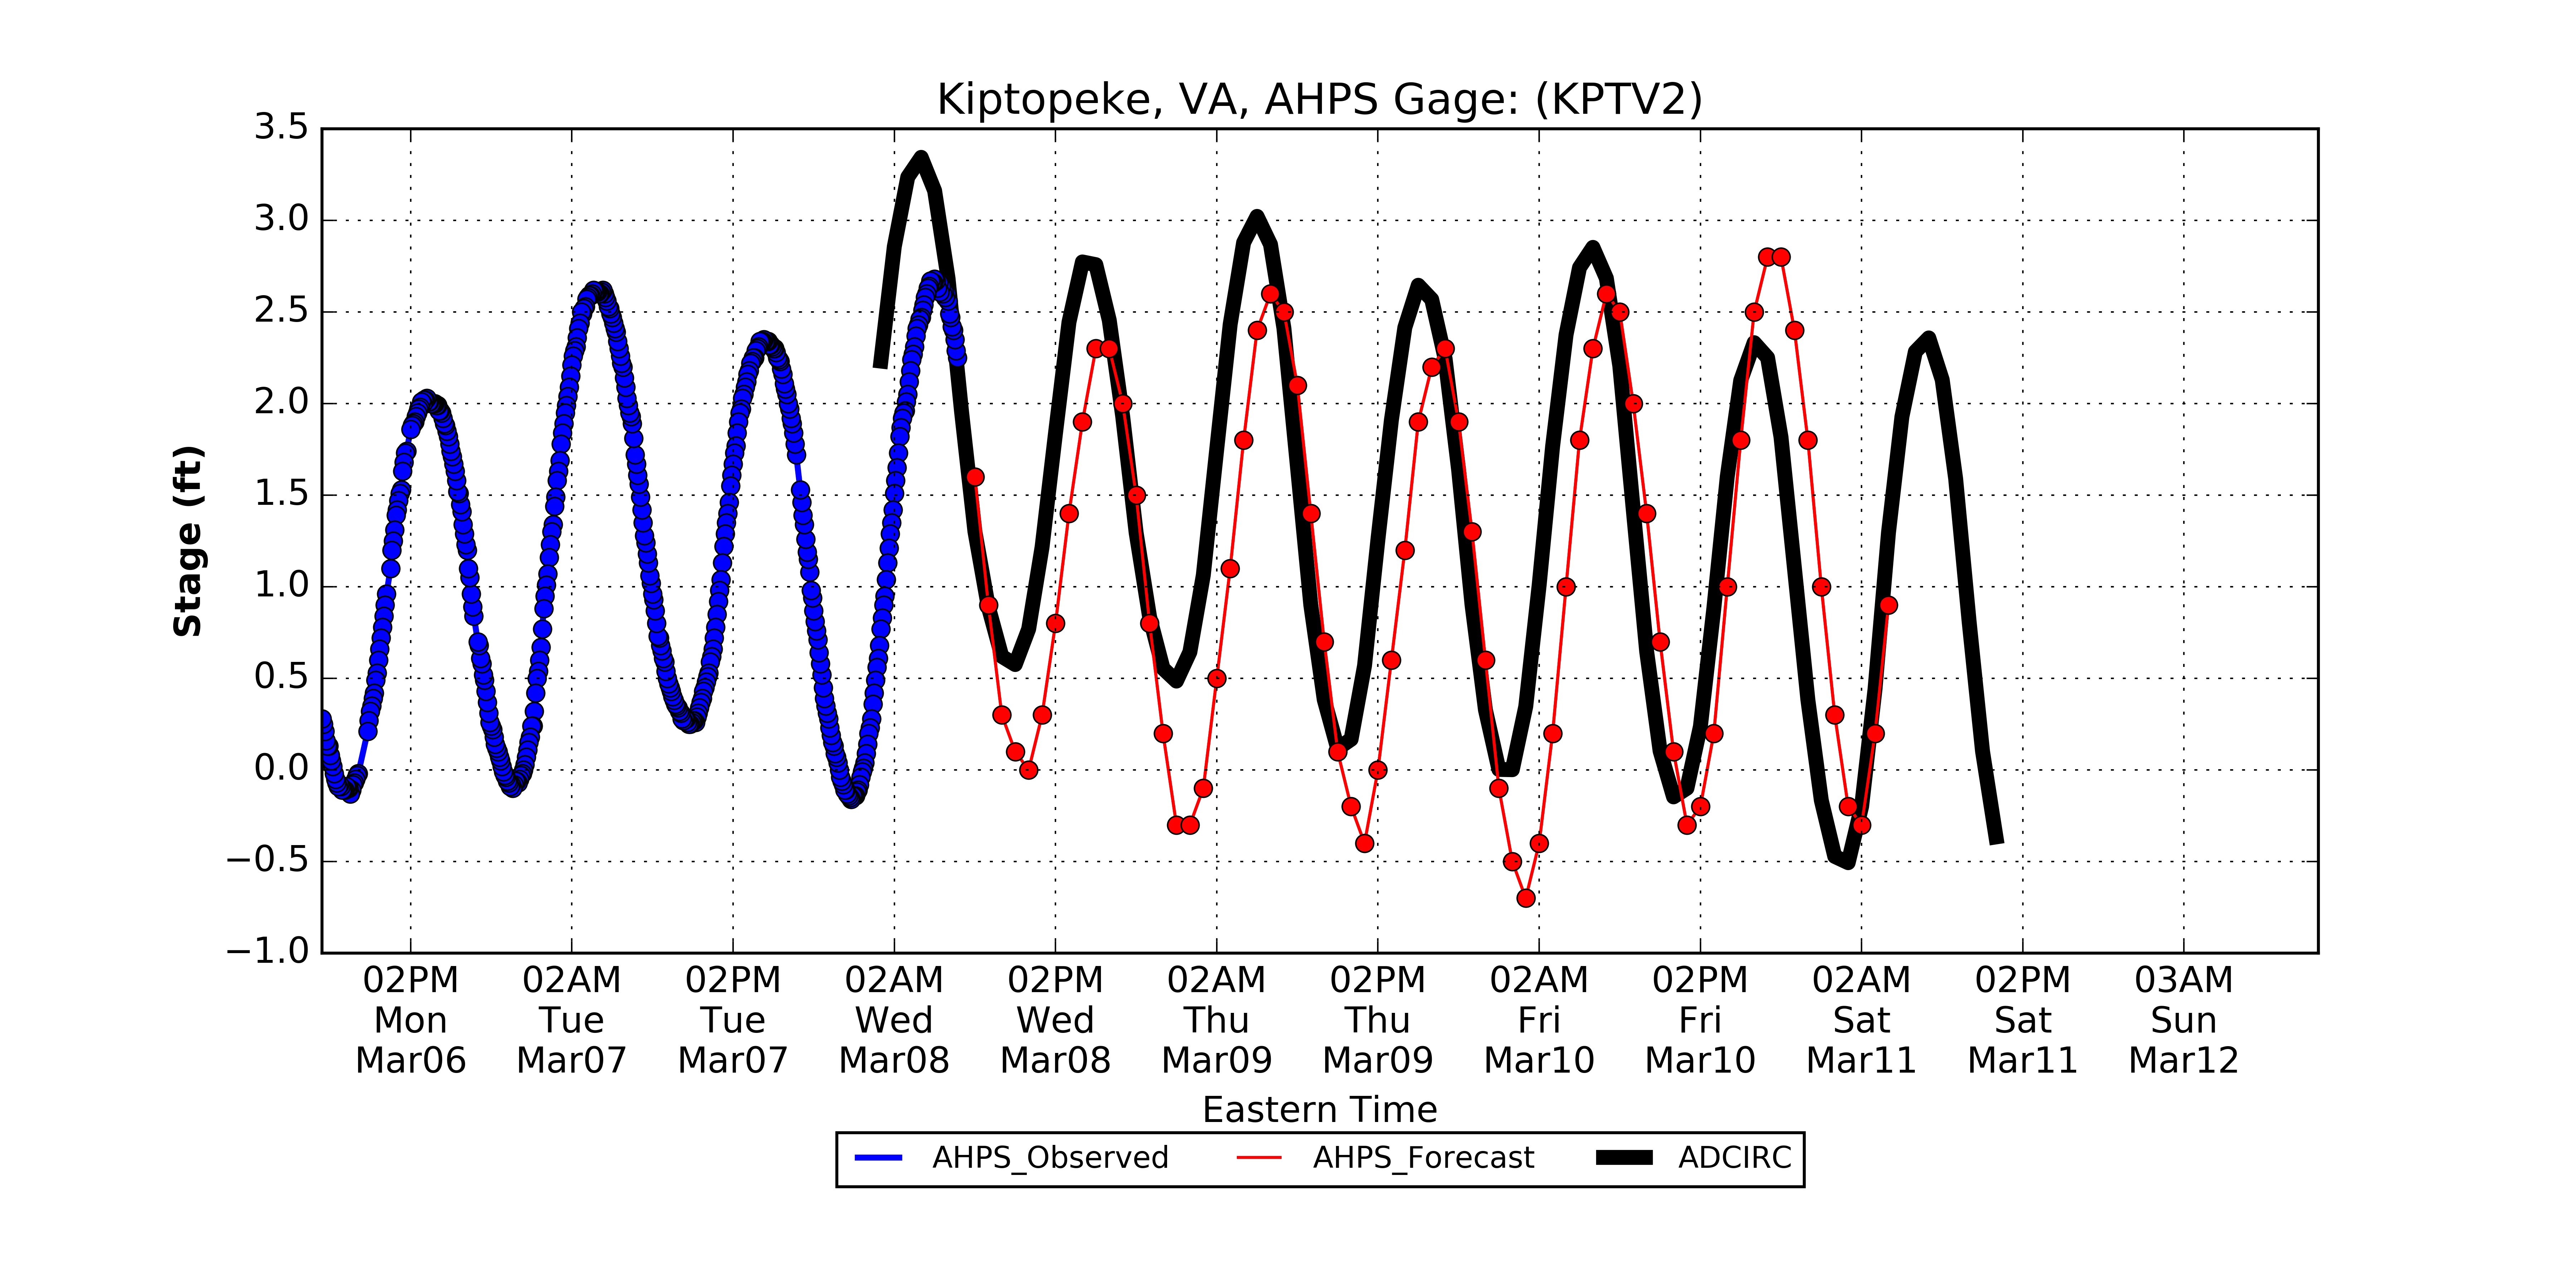 Kiptopeke, VA, AHPS Gage: (KPTV2)
3.5
3.0
2.5
2.0
1.5
1.0
0.5
0.0
−0.5
−1.0
Stage (ft)
02PM 02AM 02PM 02AM 02PM 02AM 02PM 02AM 02PM 02AM 02PM 03AM
Mon Tue Tue Wed Wed Thu Thu Fri Fri Sat Sat Sun
Mar06 Mar07 Mar07 Mar08 Mar08 Mar09 Mar09 Mar10 Mar10 Mar11 Mar11 Mar12
Eastern Time
AHPS_Observed AHPS_Forecast ADCIRC